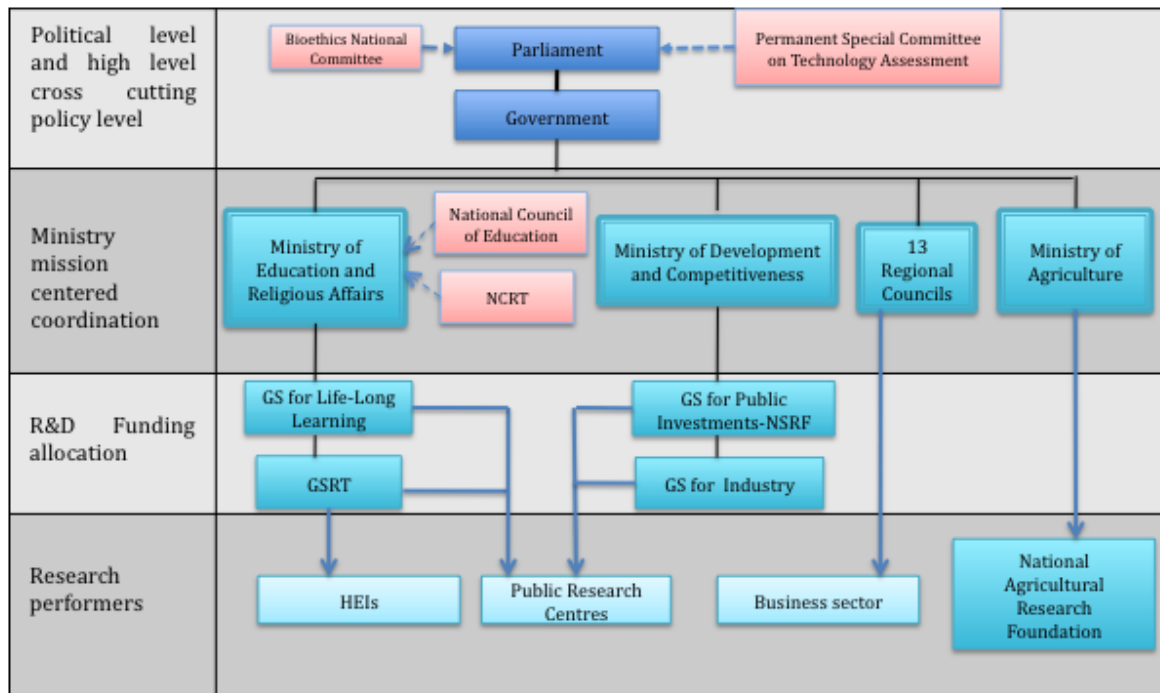 Political level
and high level
cross cutting
policy level
Bioethics National
Committee
Parliament
Permanent Special Committee
on Technology Assessment
Government
Ministry
mission
centered
coordination
Ministry of
Education and
Religious Affairs
National Council
of Education
NCRT
Ministry of Development
and Competitiveness
13
Regional
Councils
Ministry of
Agriculture
R&D Funding
allocation
GS for Life-Long
Learning
GSRT
GS for Public
Investments-NSRF
GS for Industry
Research
performers
HEIs
Public Research
Centres
Business sector
National
Agricultural
Research
Foundation